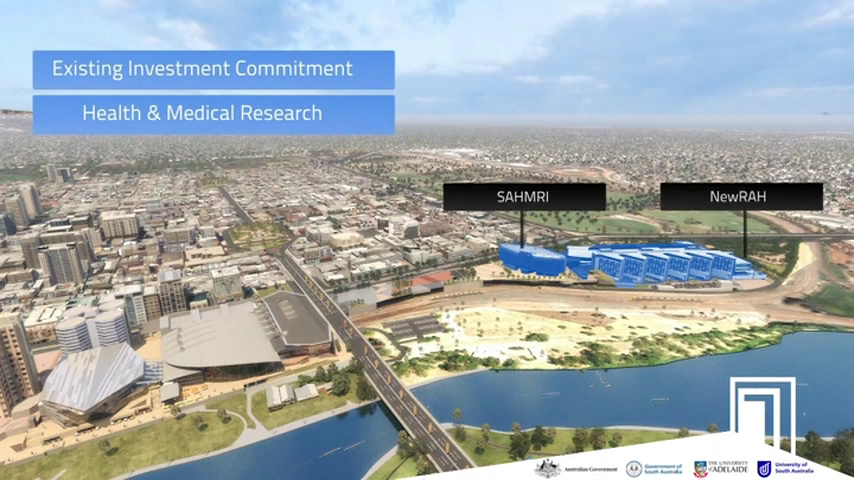 Existing Investment Commitment
Health & Medical Research
SAHMRI
NewRAH
Australian Government
Government of
South Australia
THE UNIVERSITY
of ADELAIDE
University of
South Australia